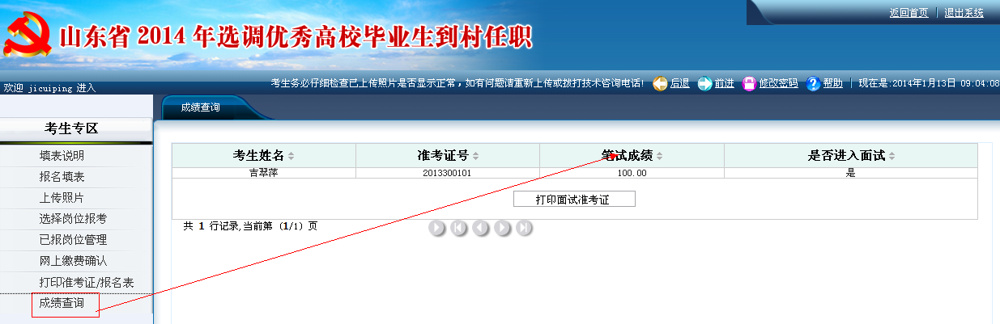 返回首页 | 退出系统
山东省 2014 年选调优秀高校毕业生到村任职
欢迎 jicuiping 进入
考生务必仔细检查已上传照片是否显示正常，如有问题请重新上传或拨打技术咨询电话! 后退 前进 修改密码 帮助 | 现在是:2014年1月13日 09:04:08
考生专区
填表说明
报名填表
上传照片
选择岗位报考
已报岗位管理
网上缴费确认
打印准考证/报名表
成绩查询
成绩查询
考生姓名 准考证号 笔试成绩 是否进入面试
吉翠萍 2013300101 100.00 是
打印面试准考证
共 1 行记录,当前第（1/1）页